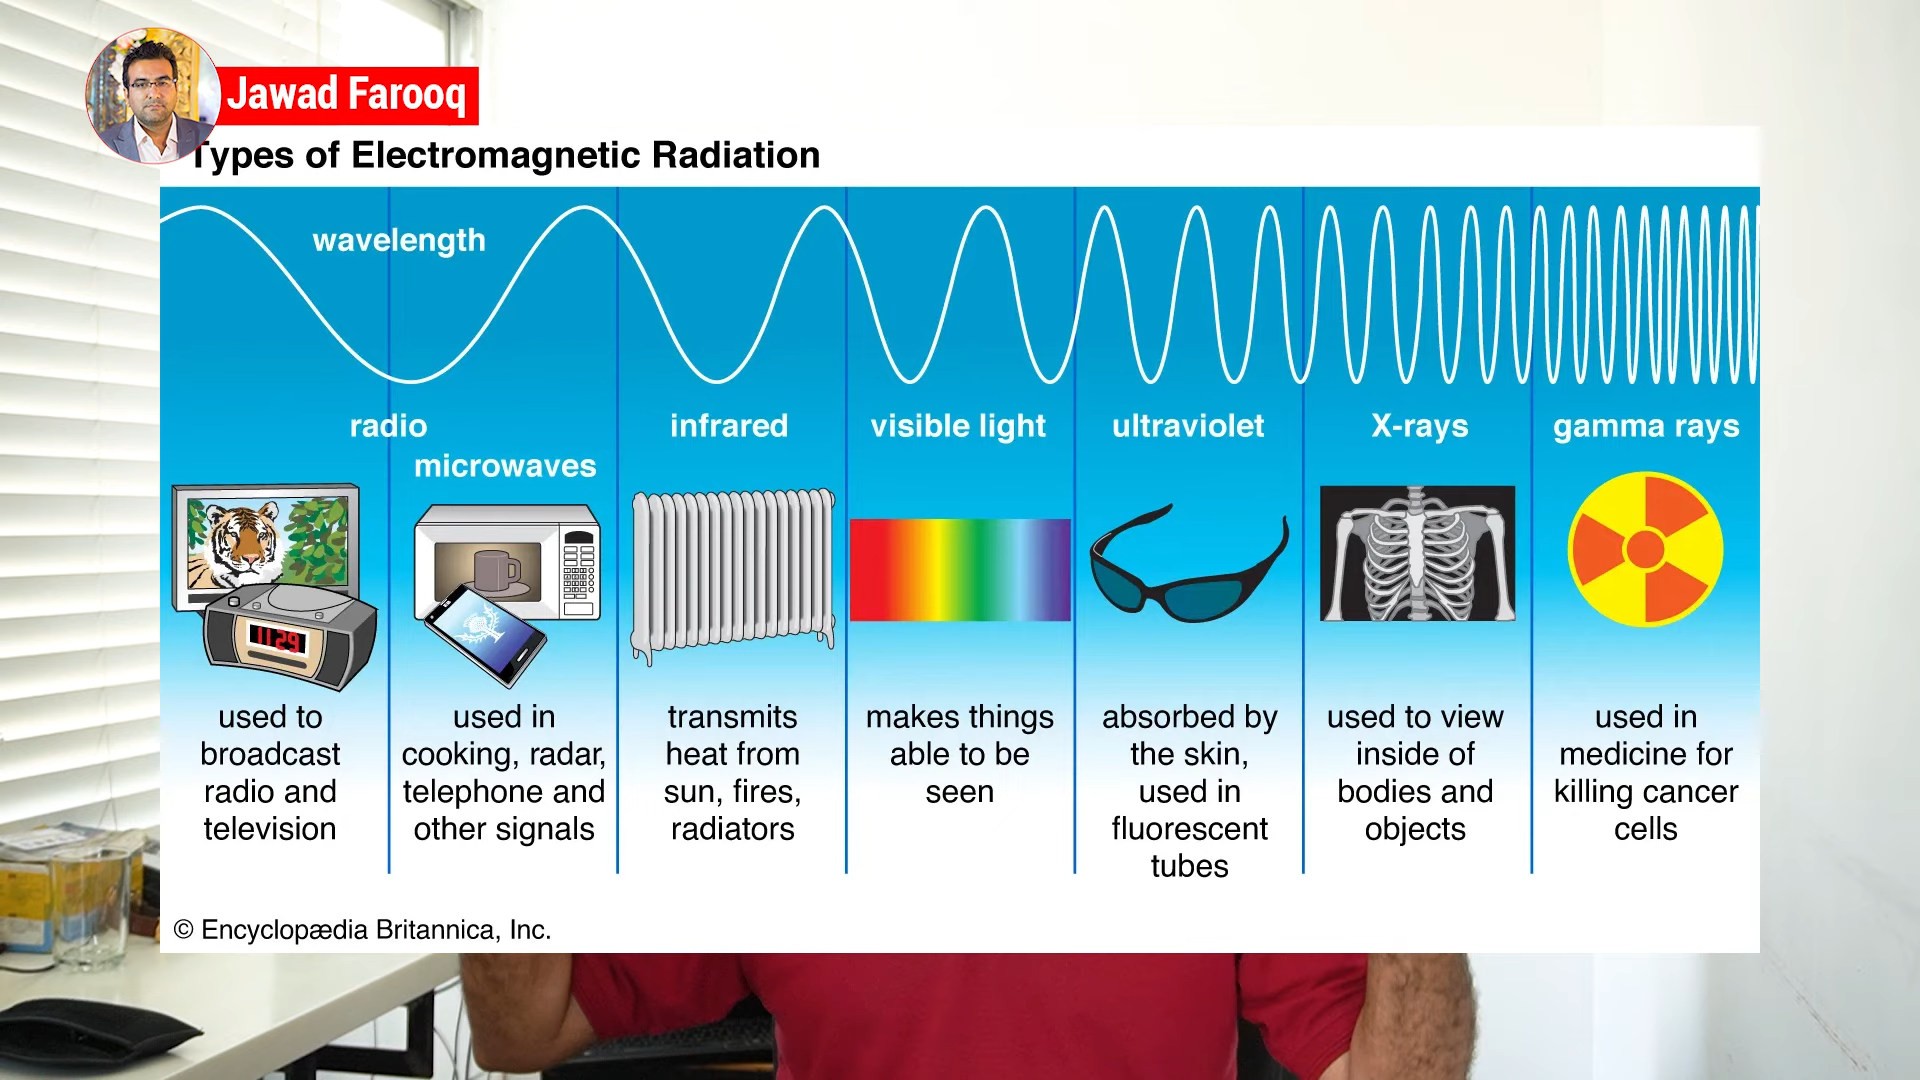 Jawad Farooq
Types of Electromagnetic Radiation
wavelength
radio
microwaves
infrared
visible light
ultraviolet
X-rays
gamma rays
11:29
used to
broadcast
radio and
television
used in
cooking, radar,
telephone and
other signals
transmits
heat from
sun, fires,
radiators
makes things
able to be
seen
absorbed by
the skin,
used in
fluorescent
tubes
used to view
inside of
bodies and
objects
used in
medicine for
killing cancer
cells
© Encyclopædia Britannica, Inc.